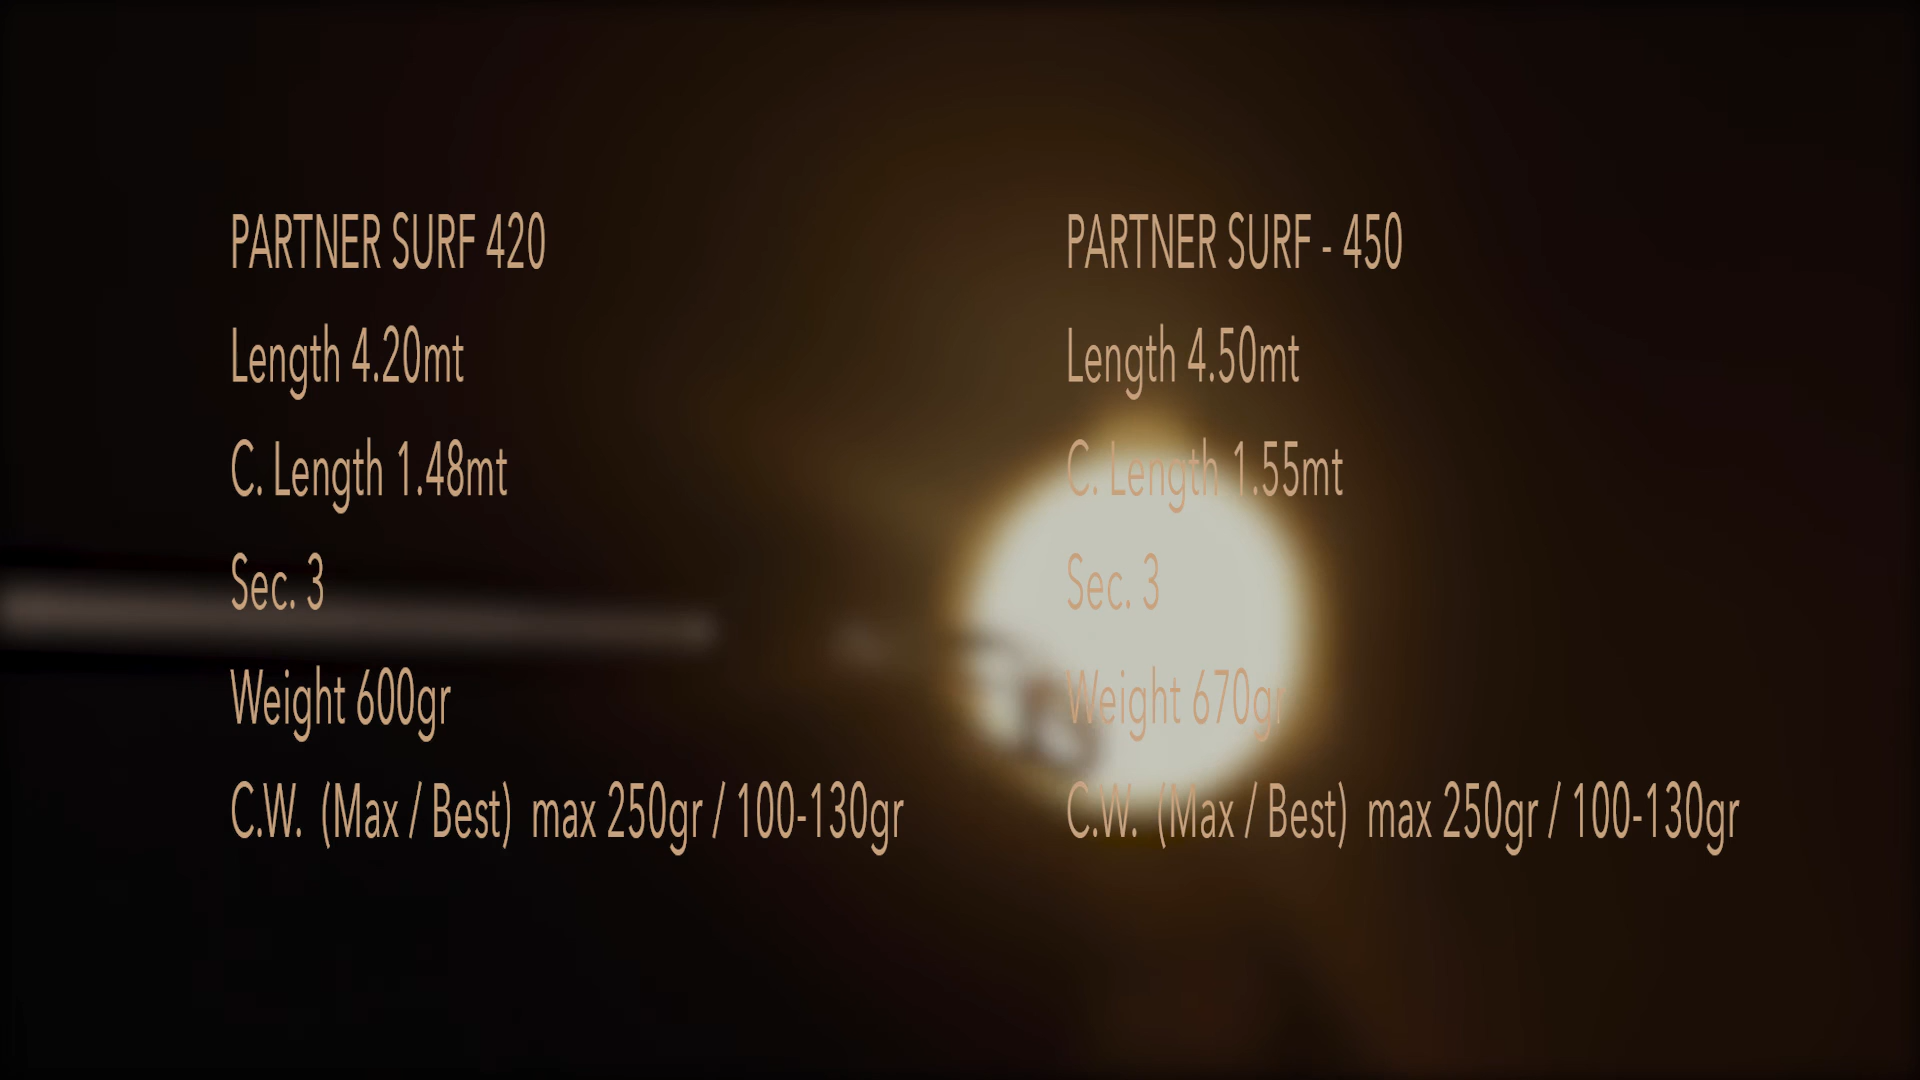 PARTNER SURF 420
Length 4.20mt
C. Length 1.48mt
Sec. 3
Weight 600gr
C.W. (Max / Best) max 250gr / 100-130gr
PARTNER SURF - 450
Length 4.50mt
C. Length 1.55mt
Sec. 3
Weight 670gr
C.W. (Max / Best) max 250gr / 100-130gr